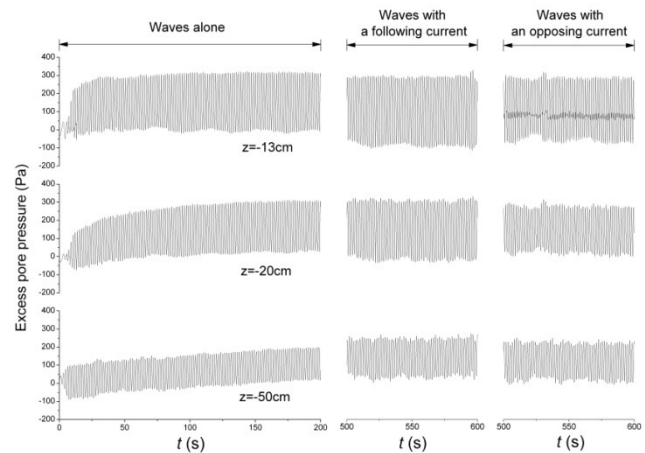 Waves alone
Waves with
a following current
Waves with
an opposing current
Excess pore pressure (Pa)
400
300
200
100
0
-100
-200
z=-13cm
400
300
200
100
0
-100
-200
z=-20cm
400
300
200
100
0
-100
-200
z=-50cm
0 50 100 150 200
500 550 600
500 550 600
t (s)
t (s)
t (s)